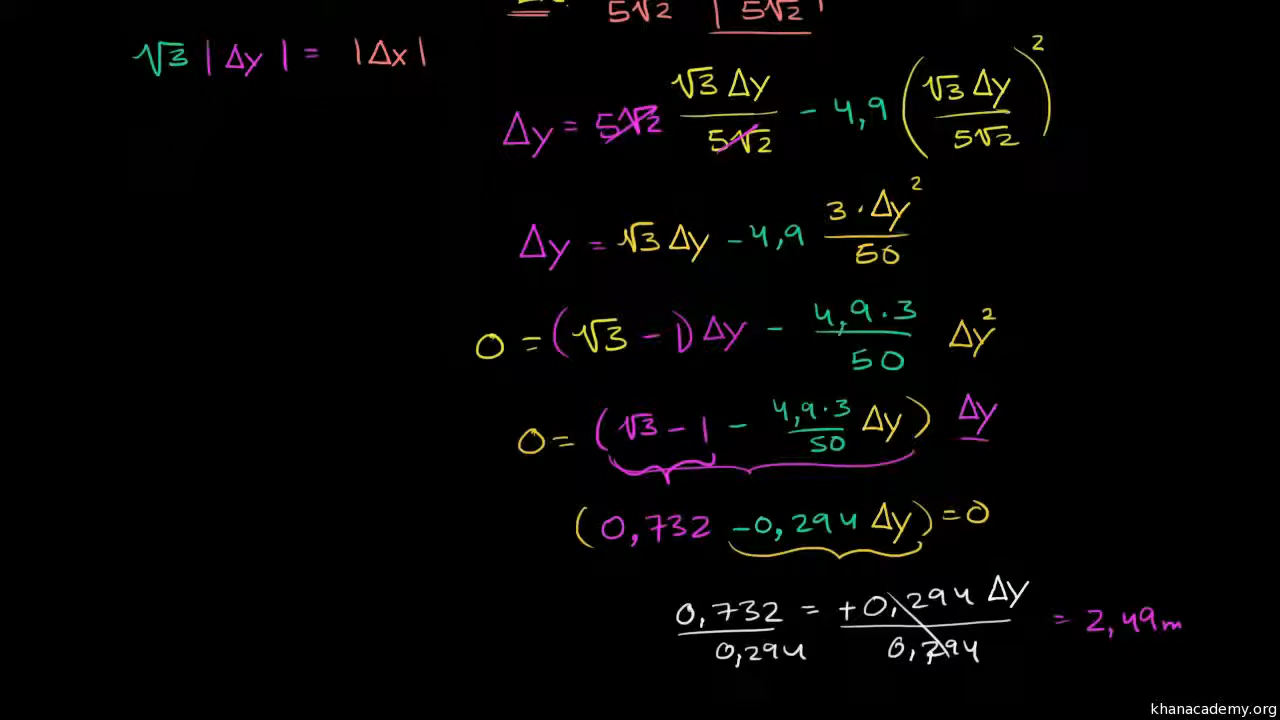 5√2 | 5√2 |
√3 |Δy| = |Δx|
Δy = 5√2 √3 Δy / 5√2 - 4,9 (√3 Δy / 5√2)²
Δy = √3 Δy - 4,9 3 · Δy² / 50
0 = (√3 - 1) Δy - 4,9 · 3 / 50 Δy²
0 = (√3 - 1 - 4,9 · 3 / 50 Δy) Δy
(0,732 - 0,294 Δy) = 0
0,732 / 0,294 = +0,294 Δy / 0,294 = 2,49m
khanacademy.org